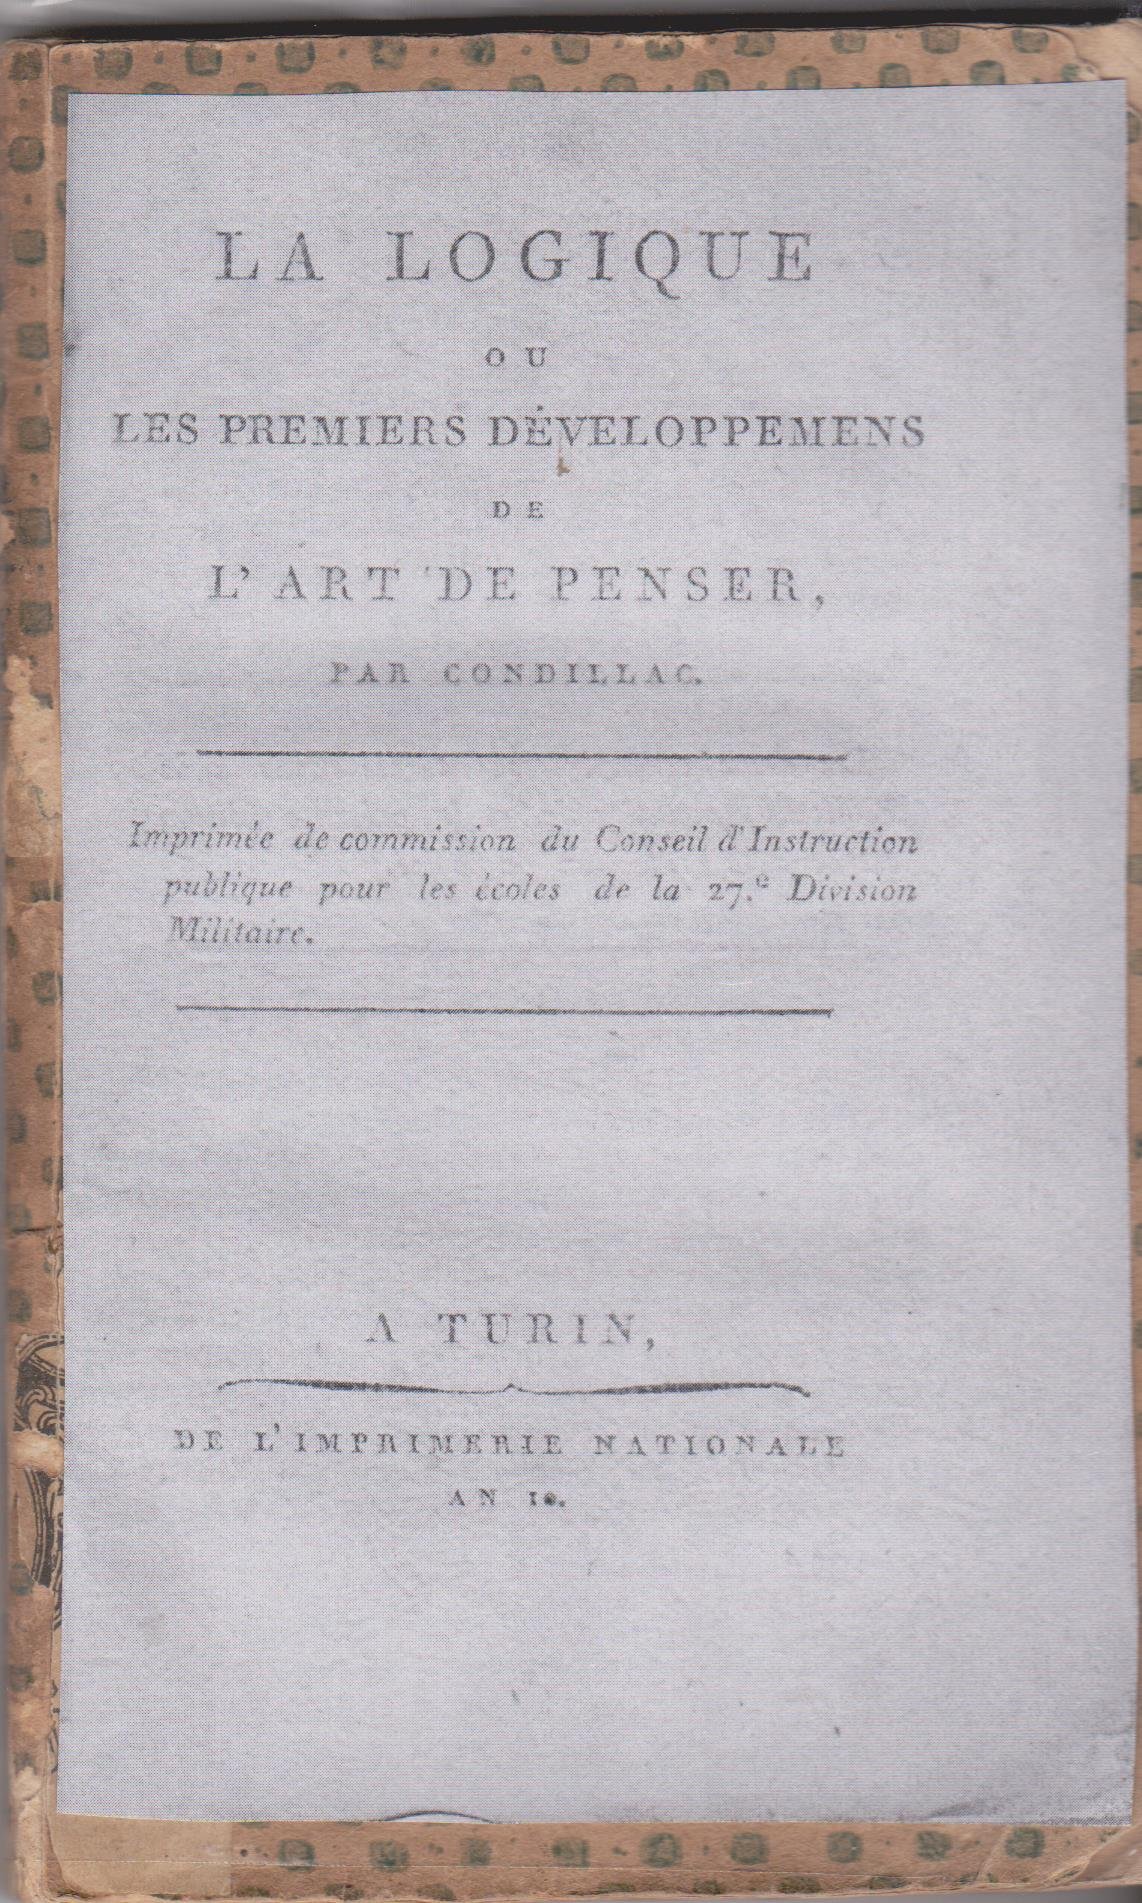 LA LOGIQUE
OU
LES PREMIERS DÉVELOPPEMENS
DE
L'ART DE PENSER,
PAR CONDILLAC.
Imprimée de commission du Conseil d'Instruction
publique pour les écoles de la 27.e Division
Militaire.
A TURIN,
DE L'IMPRIMERIE NATIONALE
AN 10.